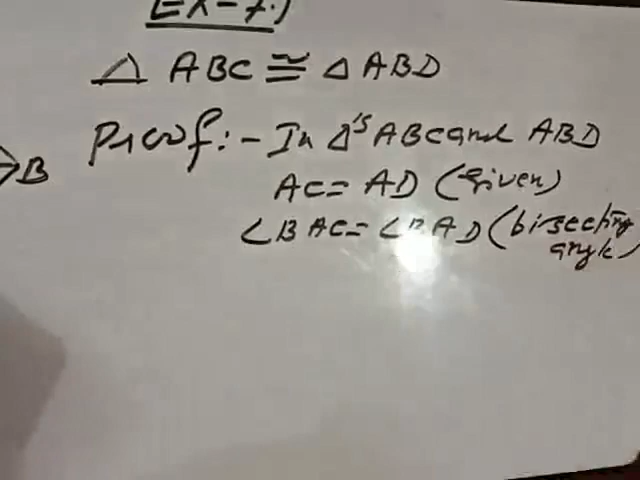 Ex-7.1
△ ABC ≅ △ ABD
B
Proof:- In Δ's ABC and ABD
AC = AD (Given)
∠BAC = ∠BAD (bisecting
angle)